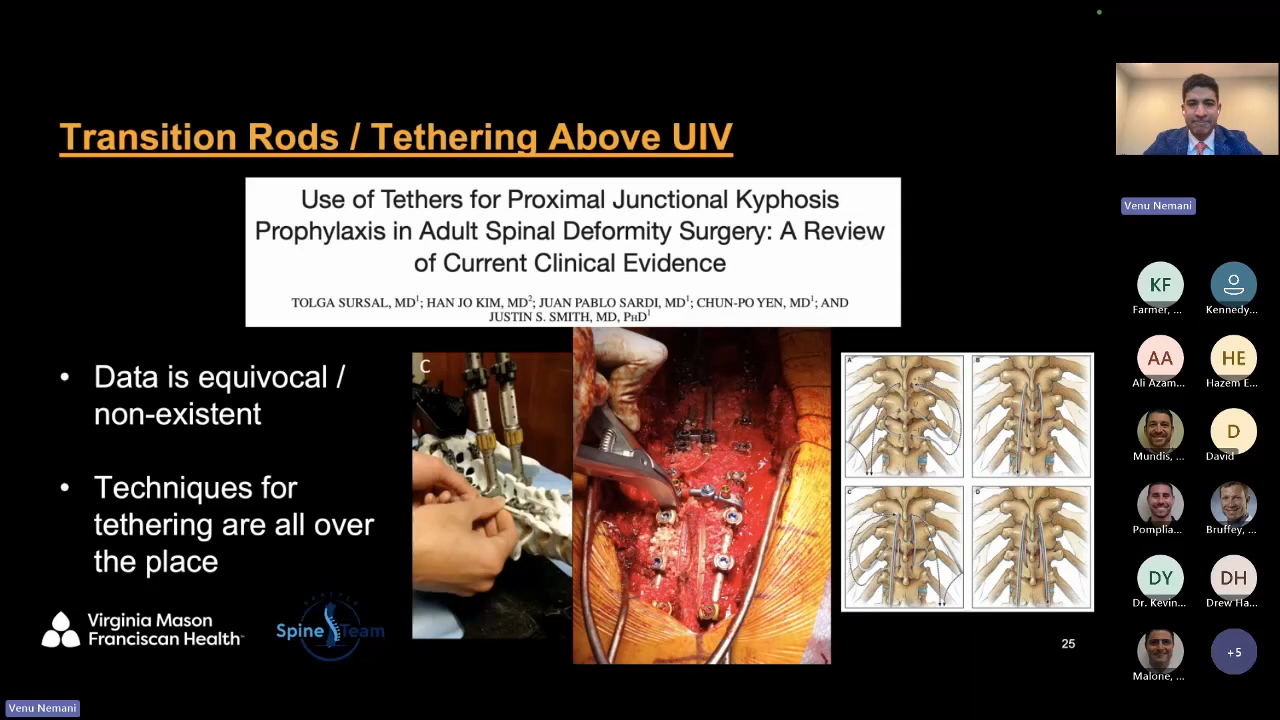 Transition Rods / Tethering Above UIV
Use of Tethers for Proximal Junctional Kyphosis
Prophylaxis in Adult Spinal Deformity Surgery: A Review
of Current Clinical Evidence
TOLGA SURSAL, MD1; HAN JO KIM, MD2; JUAN PABLO SARDI, MD1; CHUN-PO YEN, MD1; AND
JUSTIN S. SMITH, MD, PHD1
• Data is equivocal /
non-existent
• Techniques for
tethering are all over
the place
C
A
B
C
D
Virginia Mason
Franciscan Health
SEATTLE
Spine Team
25
Venu Nemani
Venu Nemani
KF
Farmer, ...
Kennedy...
AA
Ali Azam...
HE
Hazem E...
Mundis, ...
D
David
Pomplia...
Bruffey, ...
DY
Dr. Kevin...
DH
Drew Ha...
Malone, ...
+5